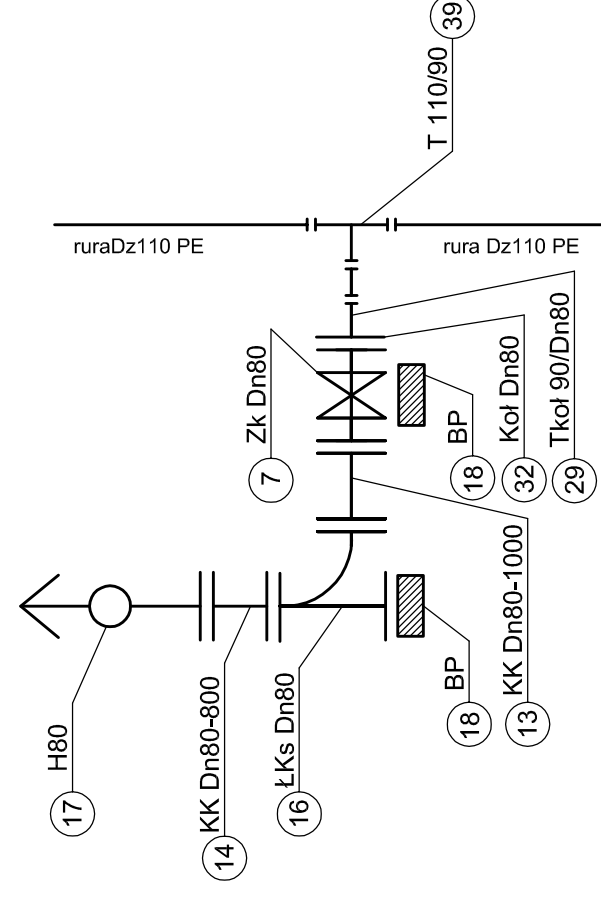 39
T 110/90
ruraDz110 PE
rura Dz110 PE
Zk Dn80
7
BP
18
Koł Dn80
32
Tkoł 90/Dn80
29
H80
17
KK Dn80-800
14
ŁKs Dn80
16
BP
18
KK Dn80-1000
13